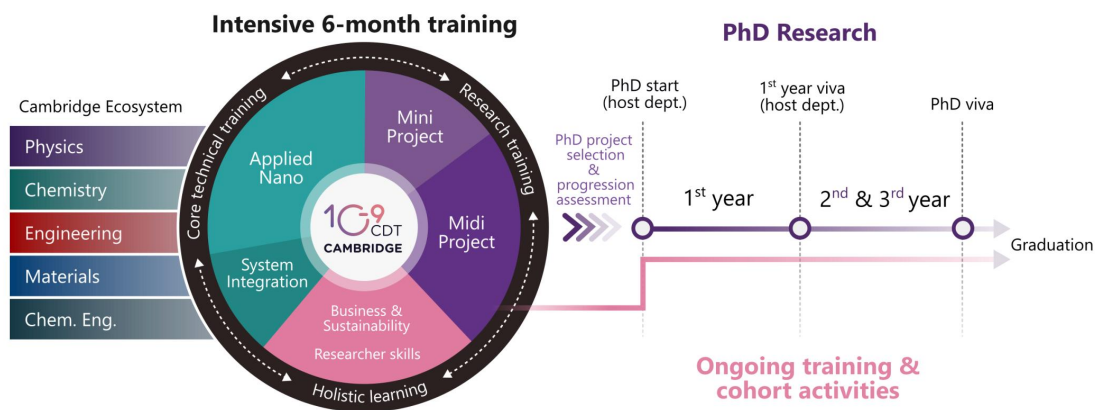 Intensive 6-month training
Cambridge Ecosystem
Physics
Chemistry
Engineering
Materials
Chem. Eng.
Core technical training
Research training
Holistic learning
Applied
Nano
Mini
Project
Midi
Project
System
Integration
Business &
Sustainability
Researcher skills
10-9
CDT
CAMBRIDGE
PhD Research
PhD project
selection
&
progression
assessment
PhD start
(host dept.)
1st year viva
(host dept.)
PhD viva
1st year
2nd & 3rd year
Graduation
Ongoing training &
cohort activities